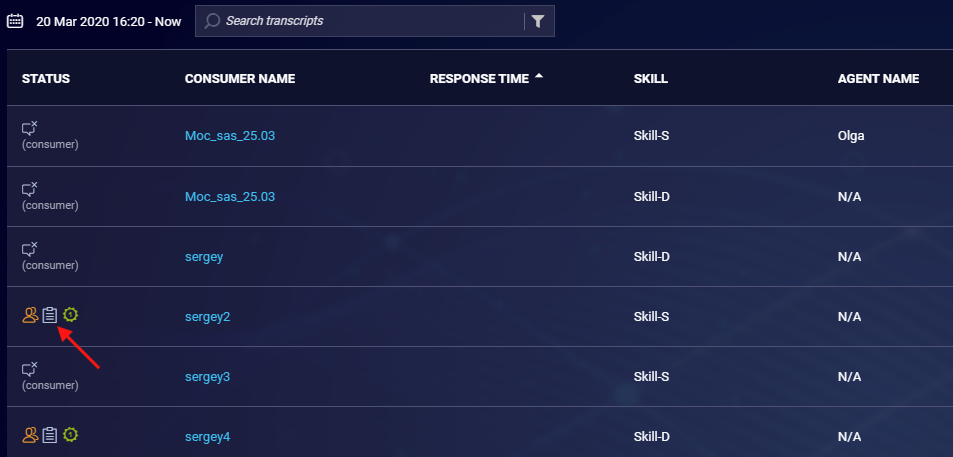 20 Mar 2020 16:20 - Now Search transcripts
STATUS CONSUMER NAME RESPONSE TIME SKILL AGENT NAME
Moc_sas_25.03 Skill-S Olga
(consumer)
Moc_sas_25.03 Skill-D N/A
(consumer)
sergey Skill-D N/A
(consumer)
sergey2 Skill-S N/A
sergey3 Skill-S N/A
(consumer)
sergey4 Skill-D N/A